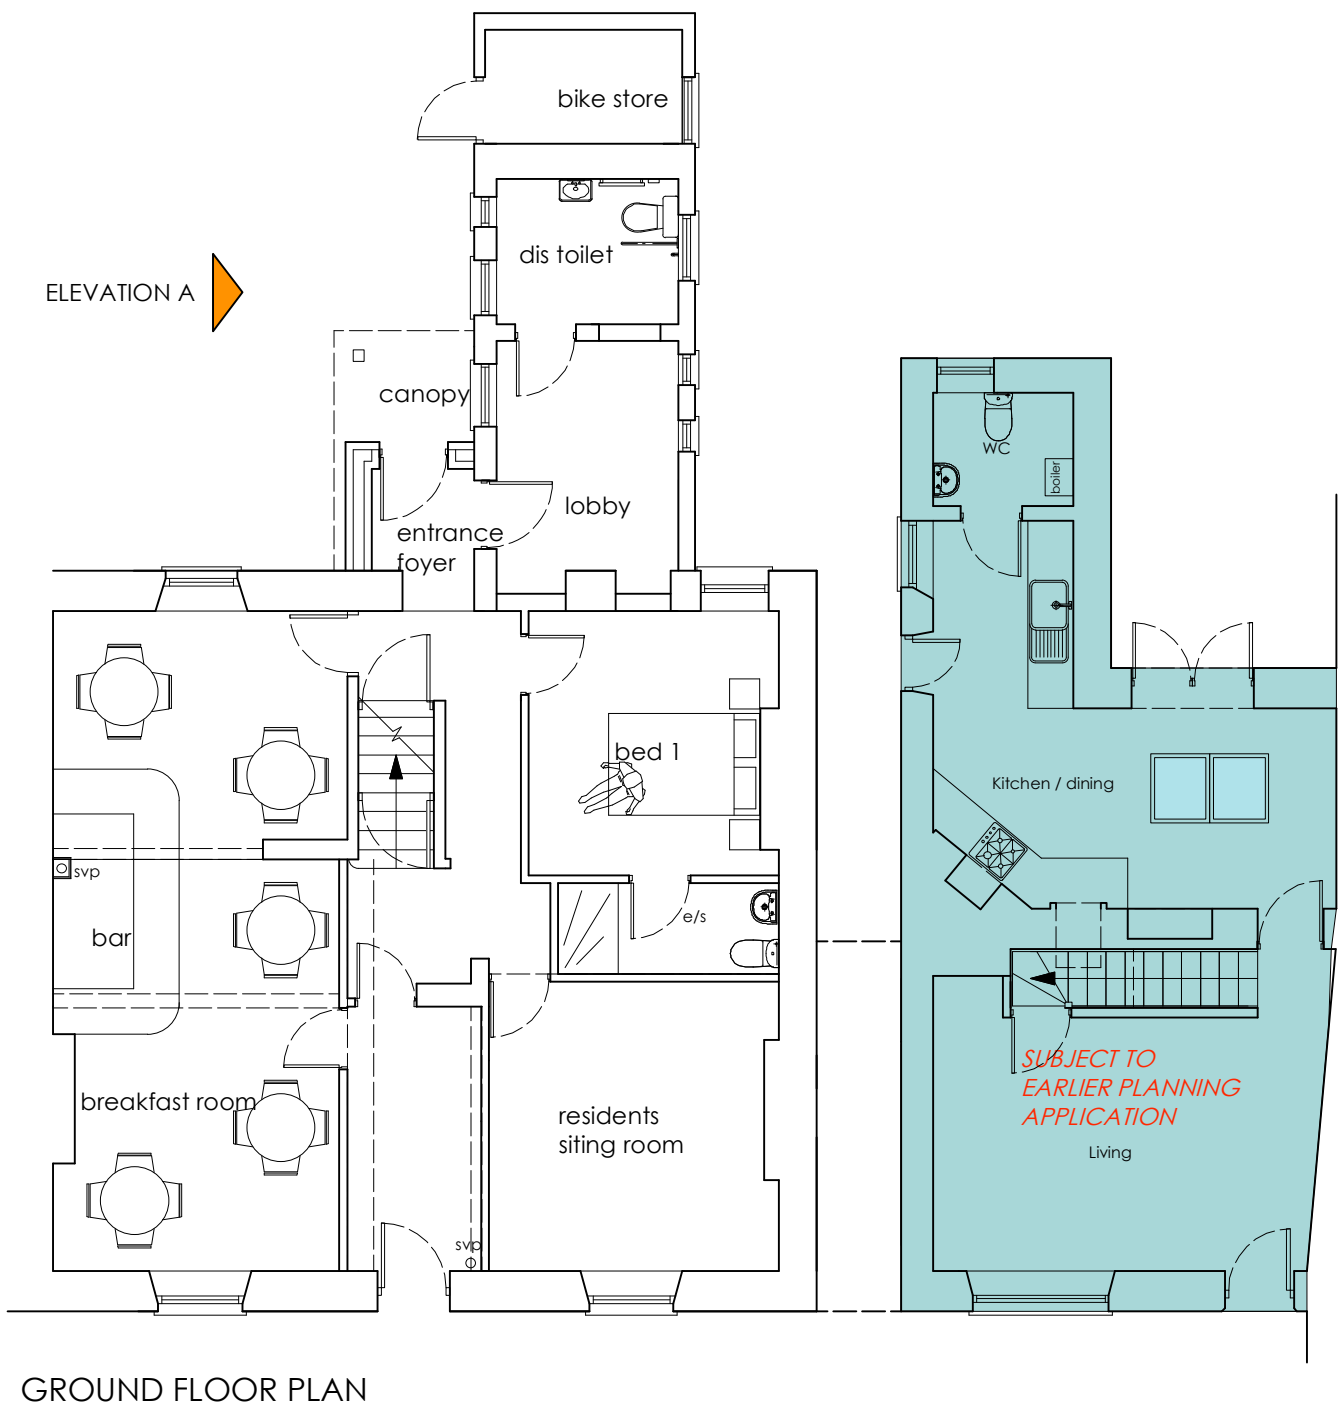 bike store
dis toilet
ELEVATION A
canopy
WC
boiler
lobby
entrance
foyer
bed 1
Kitchen / dining
svp
bar
e/s
SUBJECT TO
EARLIER PLANNING
APPLICATION
breakfast room
residents
siting room
Living
svp
GROUND FLOOR PLAN